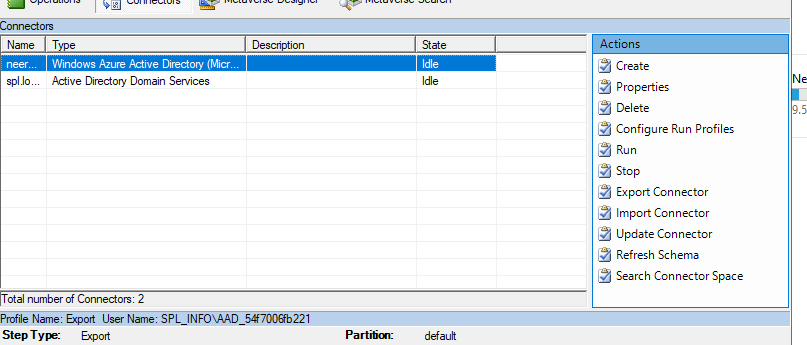 Operations Connectors Metaverse Designer Metaverse Search
Connectors
Name Type Description State
neer... Windows Azure Active Directory (Micr... Idle
spl.lo... Active Directory Domain Services Idle
Total number of Connectors: 2
Profile Name: Export User Name: SPL_INFO\AAD_54f7006fb221
Step Type: Export Partition: default
Actions
Create
Properties
Delete
Configure Run Profiles
Run
Stop
Export Connector
Import Connector
Update Connector
Refresh Schema
Search Connector Space
Ne
9.5